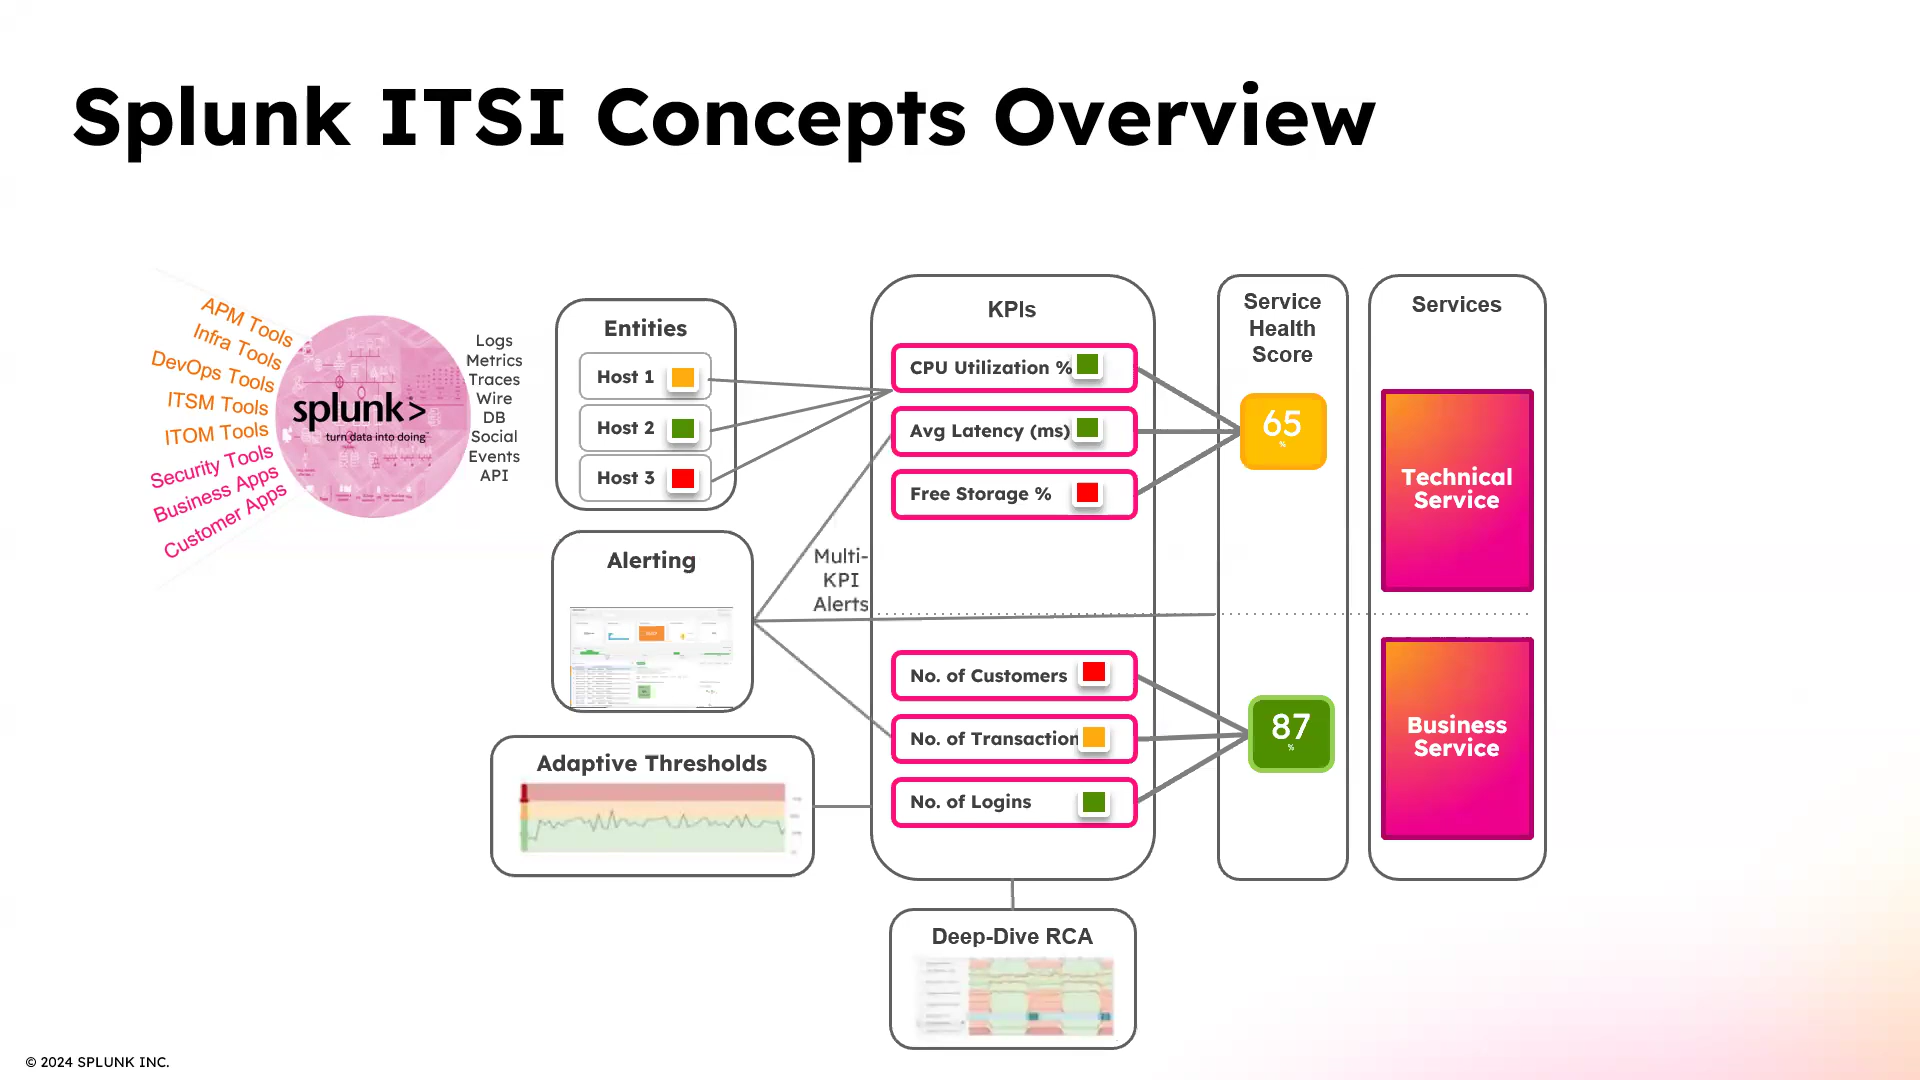 Splunk ITSI Concepts Overview
APM Tools
Infra Tools
DevOps Tools
ITSM Tools
ITOM Tools
Security Tools
Business Apps
Customer Apps
splunk>
turn data into doing
Logs
Metrics
Traces
Wire
DB
Social
Events
API
Entities
Host 1
Host 2
Host 3
Alerting
Adaptive Thresholds
Multi-
KPI
Alerts
KPIs
CPU Utilization %
Avg Latency (ms)
Free Storage %
No. of Customers
No. of Transaction
No. of Logins
Deep-Dive RCA
Service
Health
Score
65
%
87
%
Services
Technical
Service
Business
Service
© 2024 SPLUNK INC.